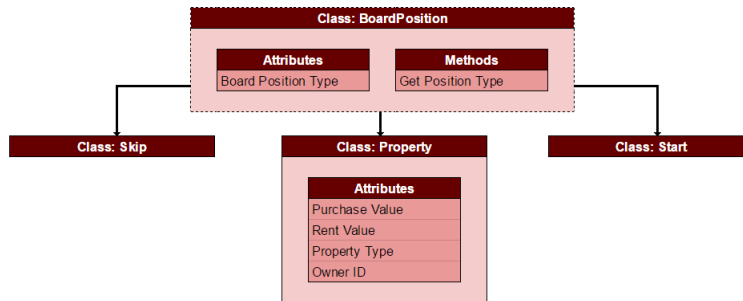 Class: BoardPosition
Attributes
Board Position Type
Methods
Get Position Type
Class: Skip
Class: Property
Attributes
Purchase Value
Rent Value
Property Type
Owner ID
Class: Start